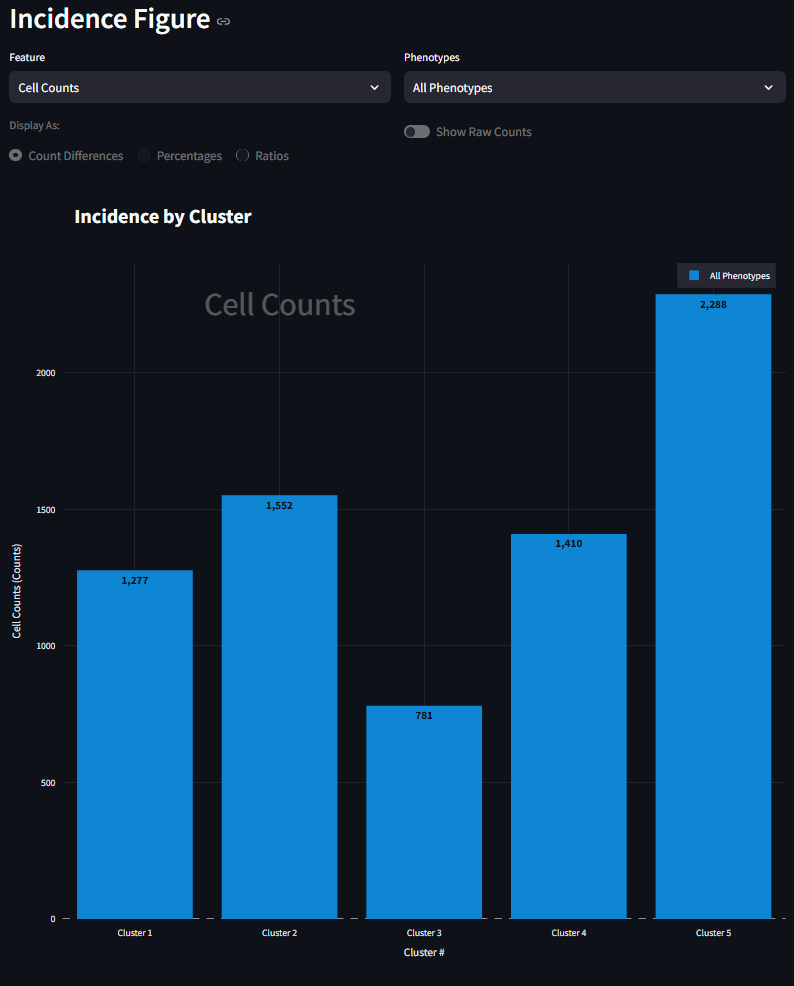 Incidence Figure
Feature
Phenotypes
Cell Counts
All Phenotypes
Display As:
Show Raw Counts
Count Differences
Percentages
Ratios
Incidence by Cluster
All Phenotypes
Cell Counts
2,288
2000
1500
1,552
1,410
1,277
Cell Counts (Counts)
1000
781
500
0
Cluster 1
Cluster 2
Cluster 3
Cluster 4
Cluster 5
Cluster #